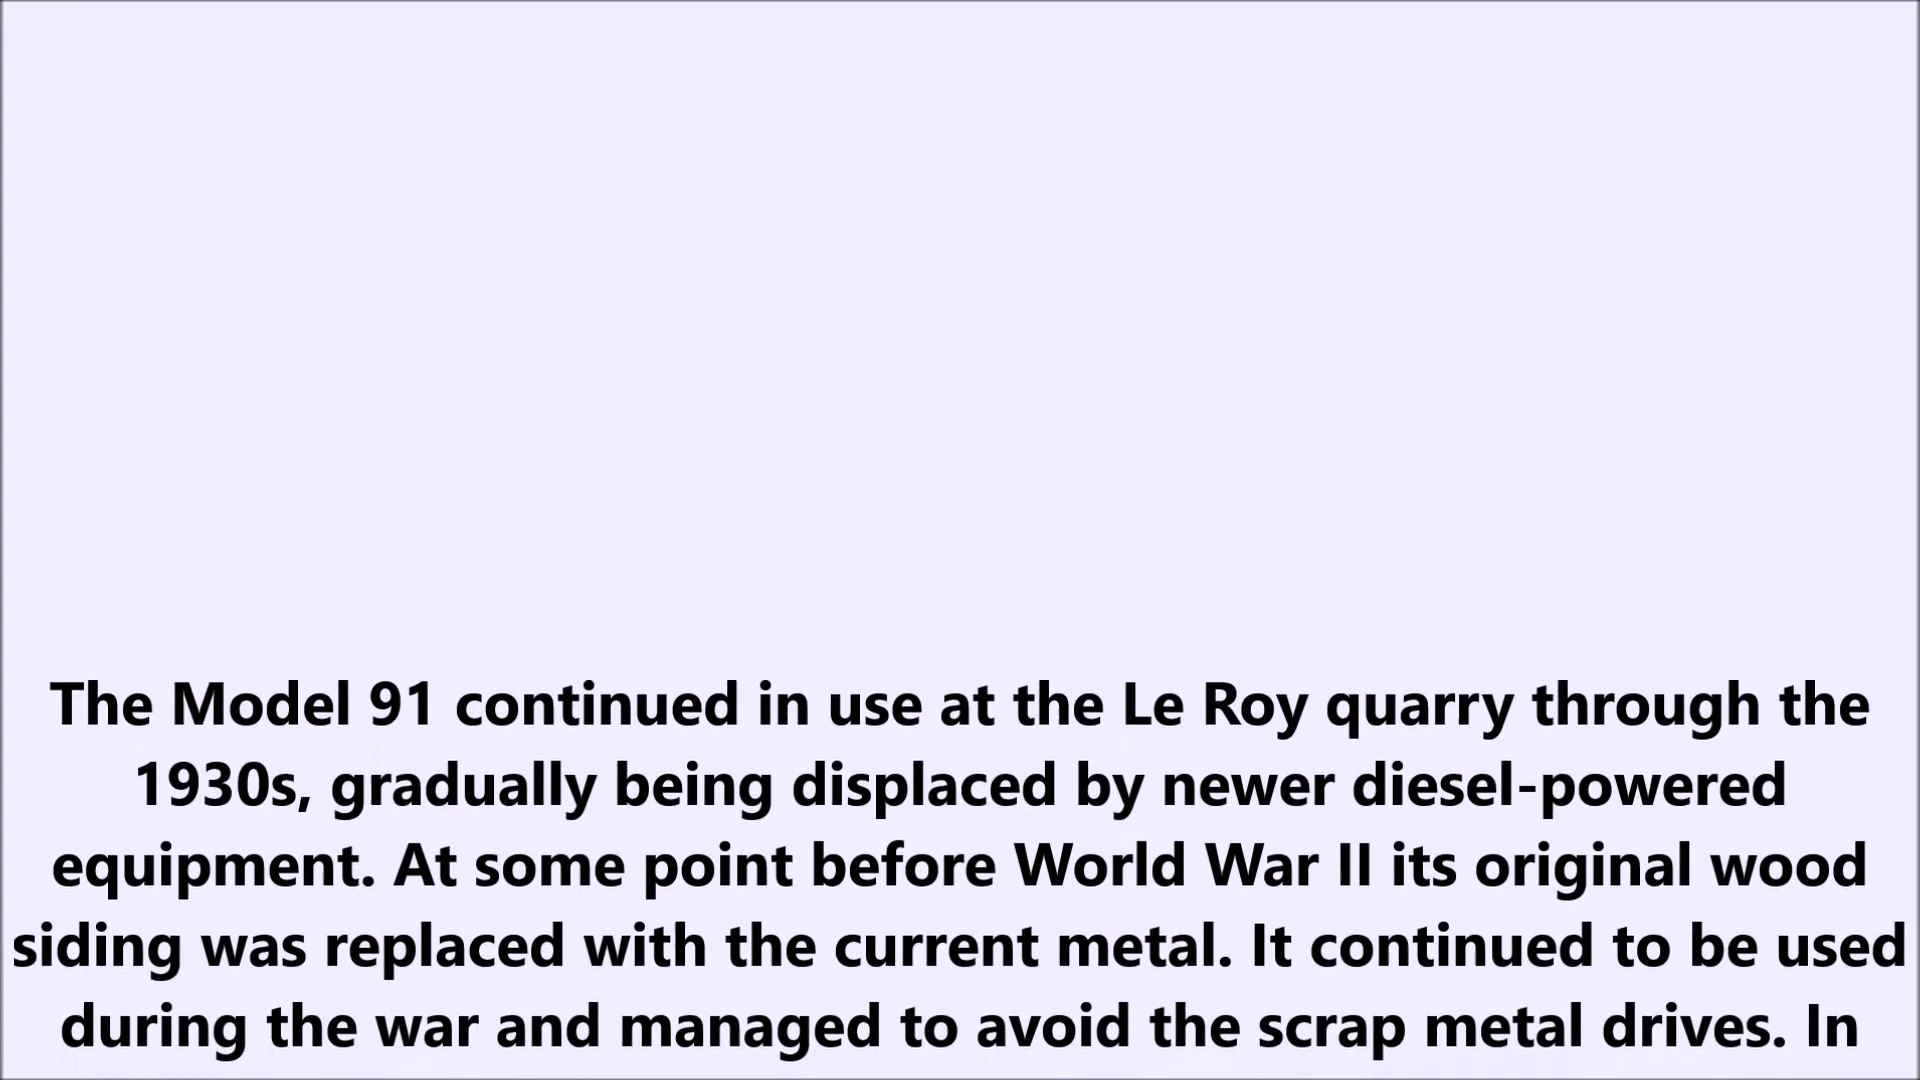 The Model 91 continued in use at the Le Roy quarry through the
1930s, gradually being displaced by newer diesel-powered
equipment. At some point before World War II its original wood
siding was replaced with the current metal. It continued to be used
during the war and managed to avoid the scrap metal drives. In